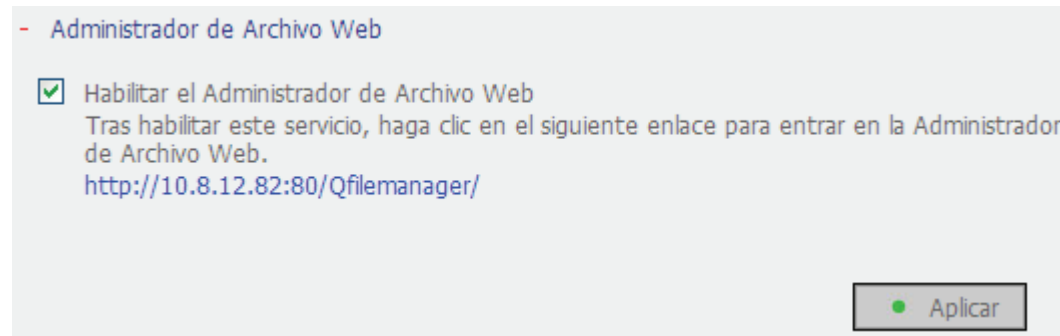 - Administrador de Archivo Web
Habilitar el Administrador de Archivo Web
Tras habilitar este servicio, haga clic en el siguiente enlace para entrar en la Administrador
de Archivo Web.
http://10.8.12.82:80/Qfilemanager/
Aplicar